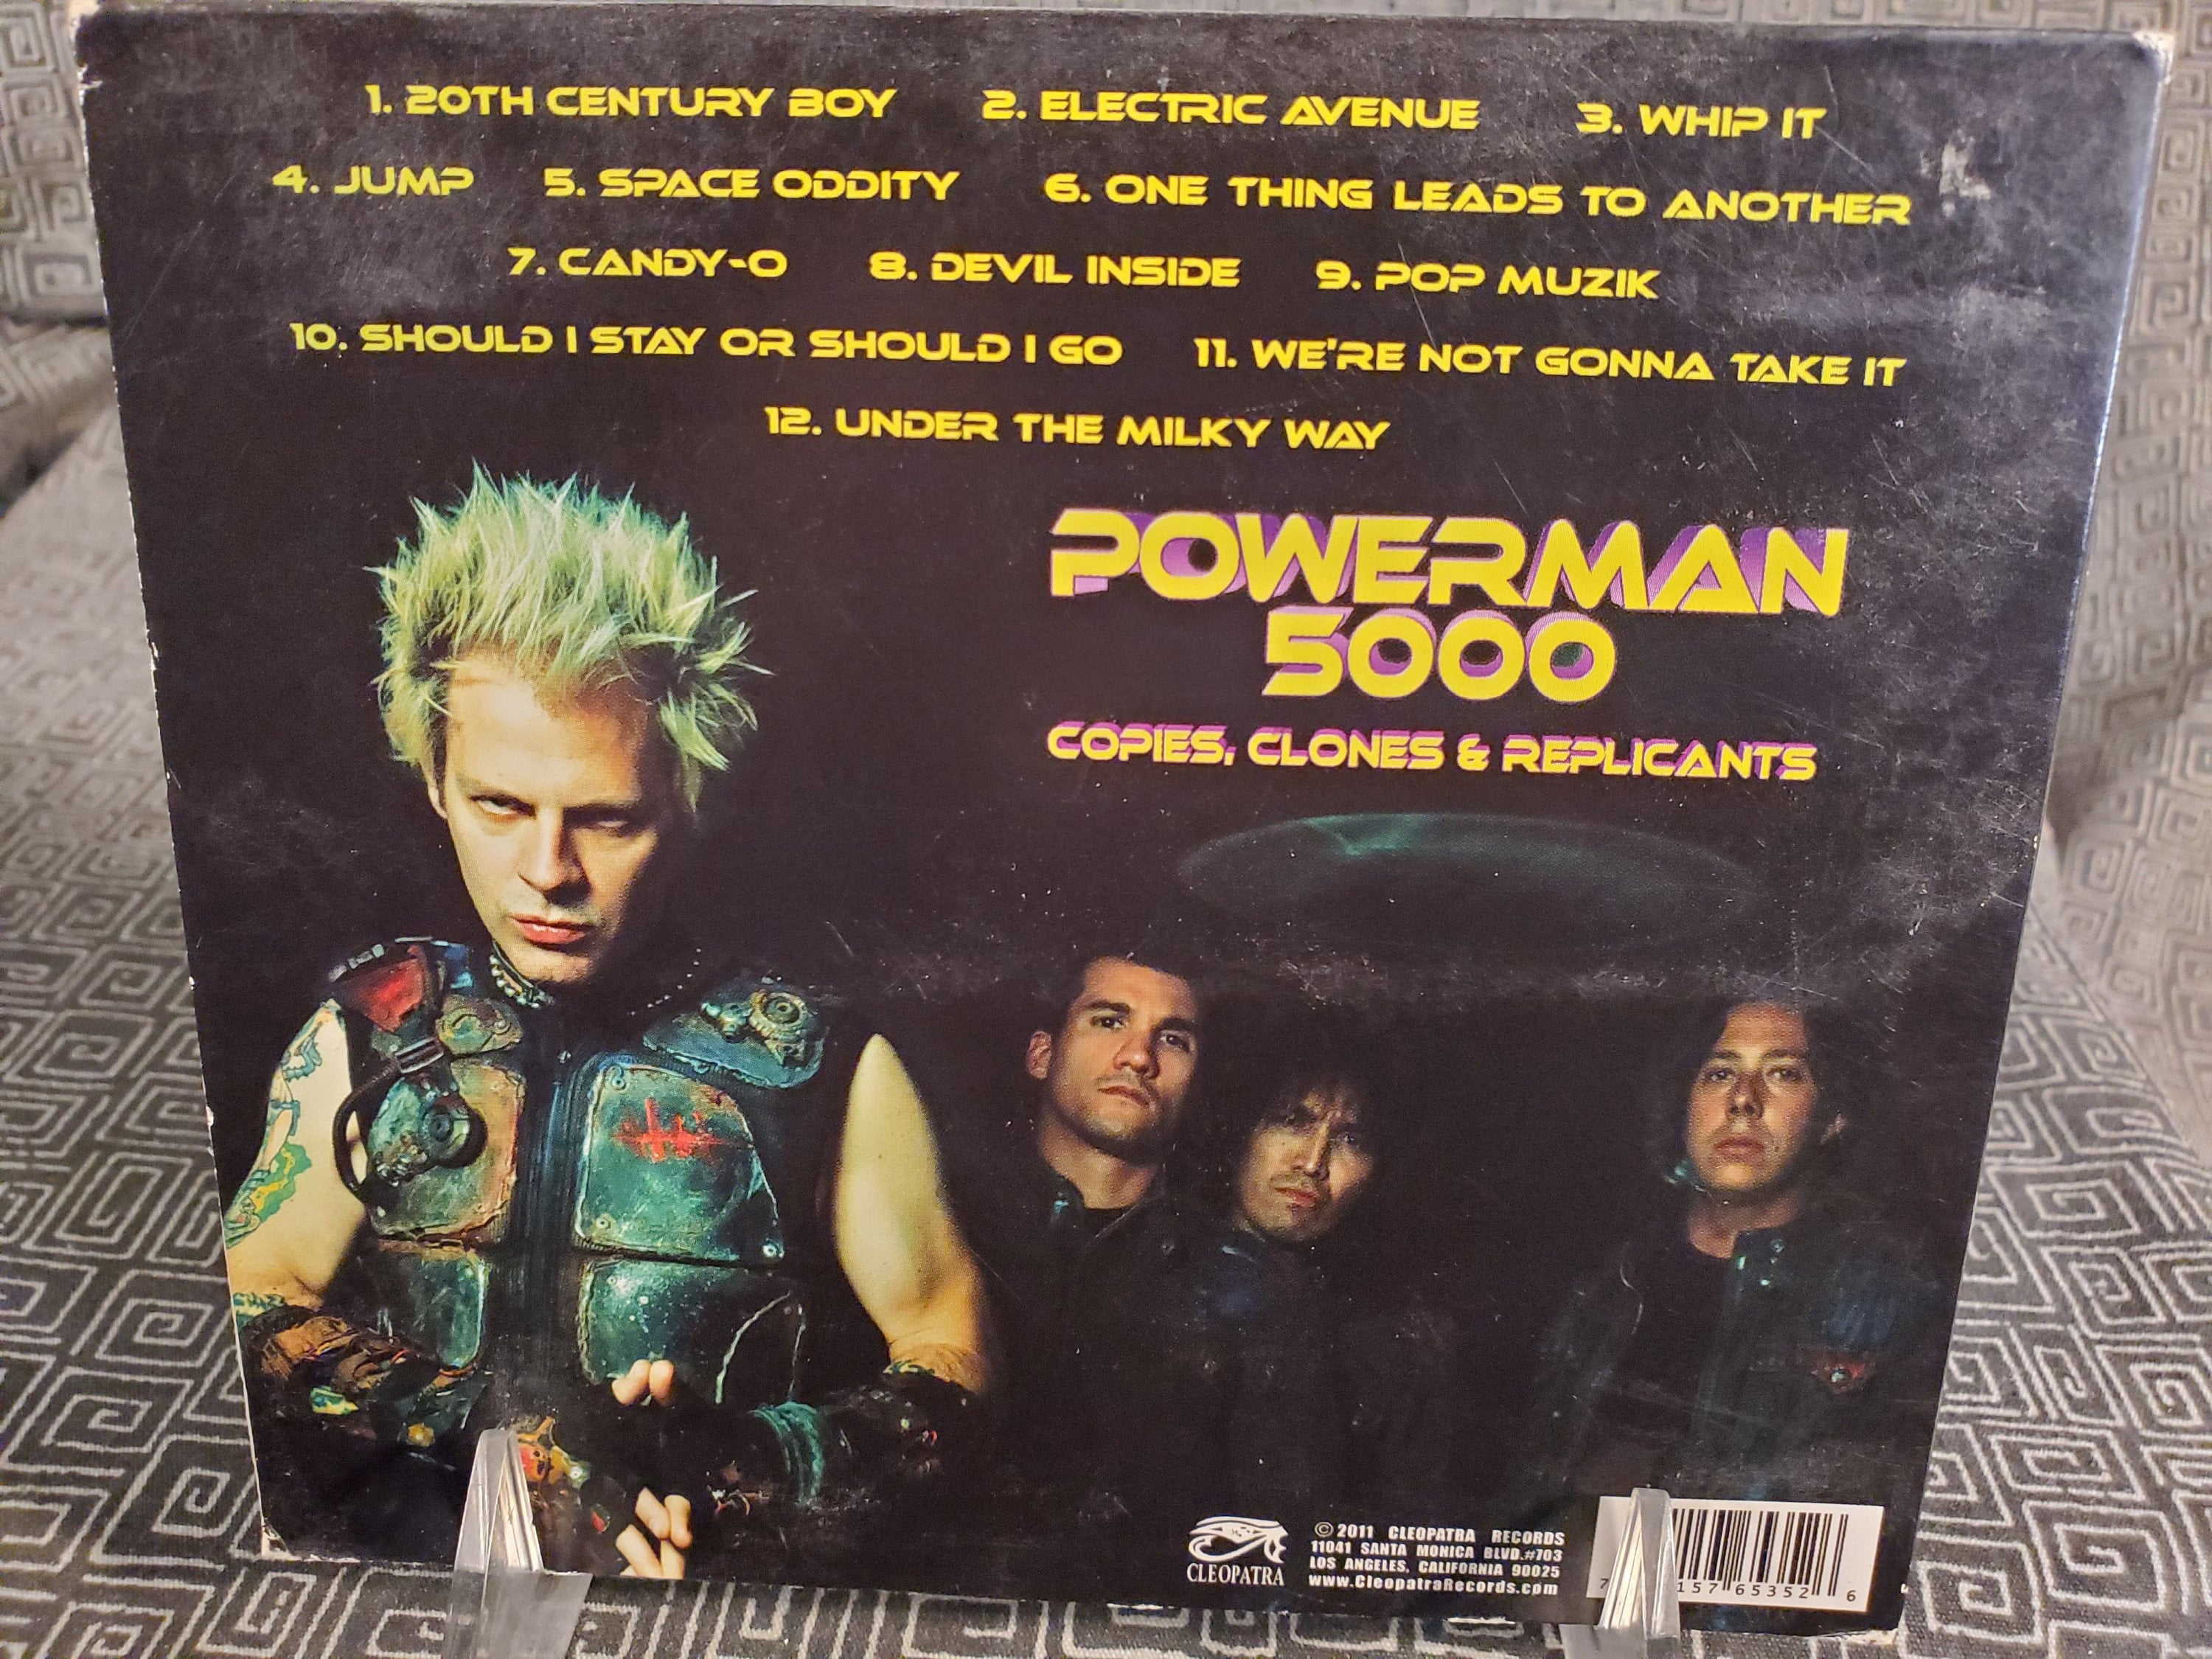 1. 20TH CENTURY BOY 2. ELECTRIC AVENUE 3. WHIP IT
4. JUMP 5. SPACE ODDITY 6. ONE THING LEADS TO ANOTHER
7. CANDY-O 8. DEVIL INSIDE 9. POP MUZIK
10. SHOULD I STAY OR SHOULD I GO 11. WE'RE NOT GONNA TAKE IT
12. UNDER THE MILKY WAY
POWERMAN
5000
COPIES, CLONES & REPLICANTS
CLEOPATRA
©2011 CLEOPATRA RECORDS
11041 SANTA MONICA BLVD.#703
LOS ANGELES, CALIFORNIA 90025
www.CleopatraRecords.com
7 157 65352 6